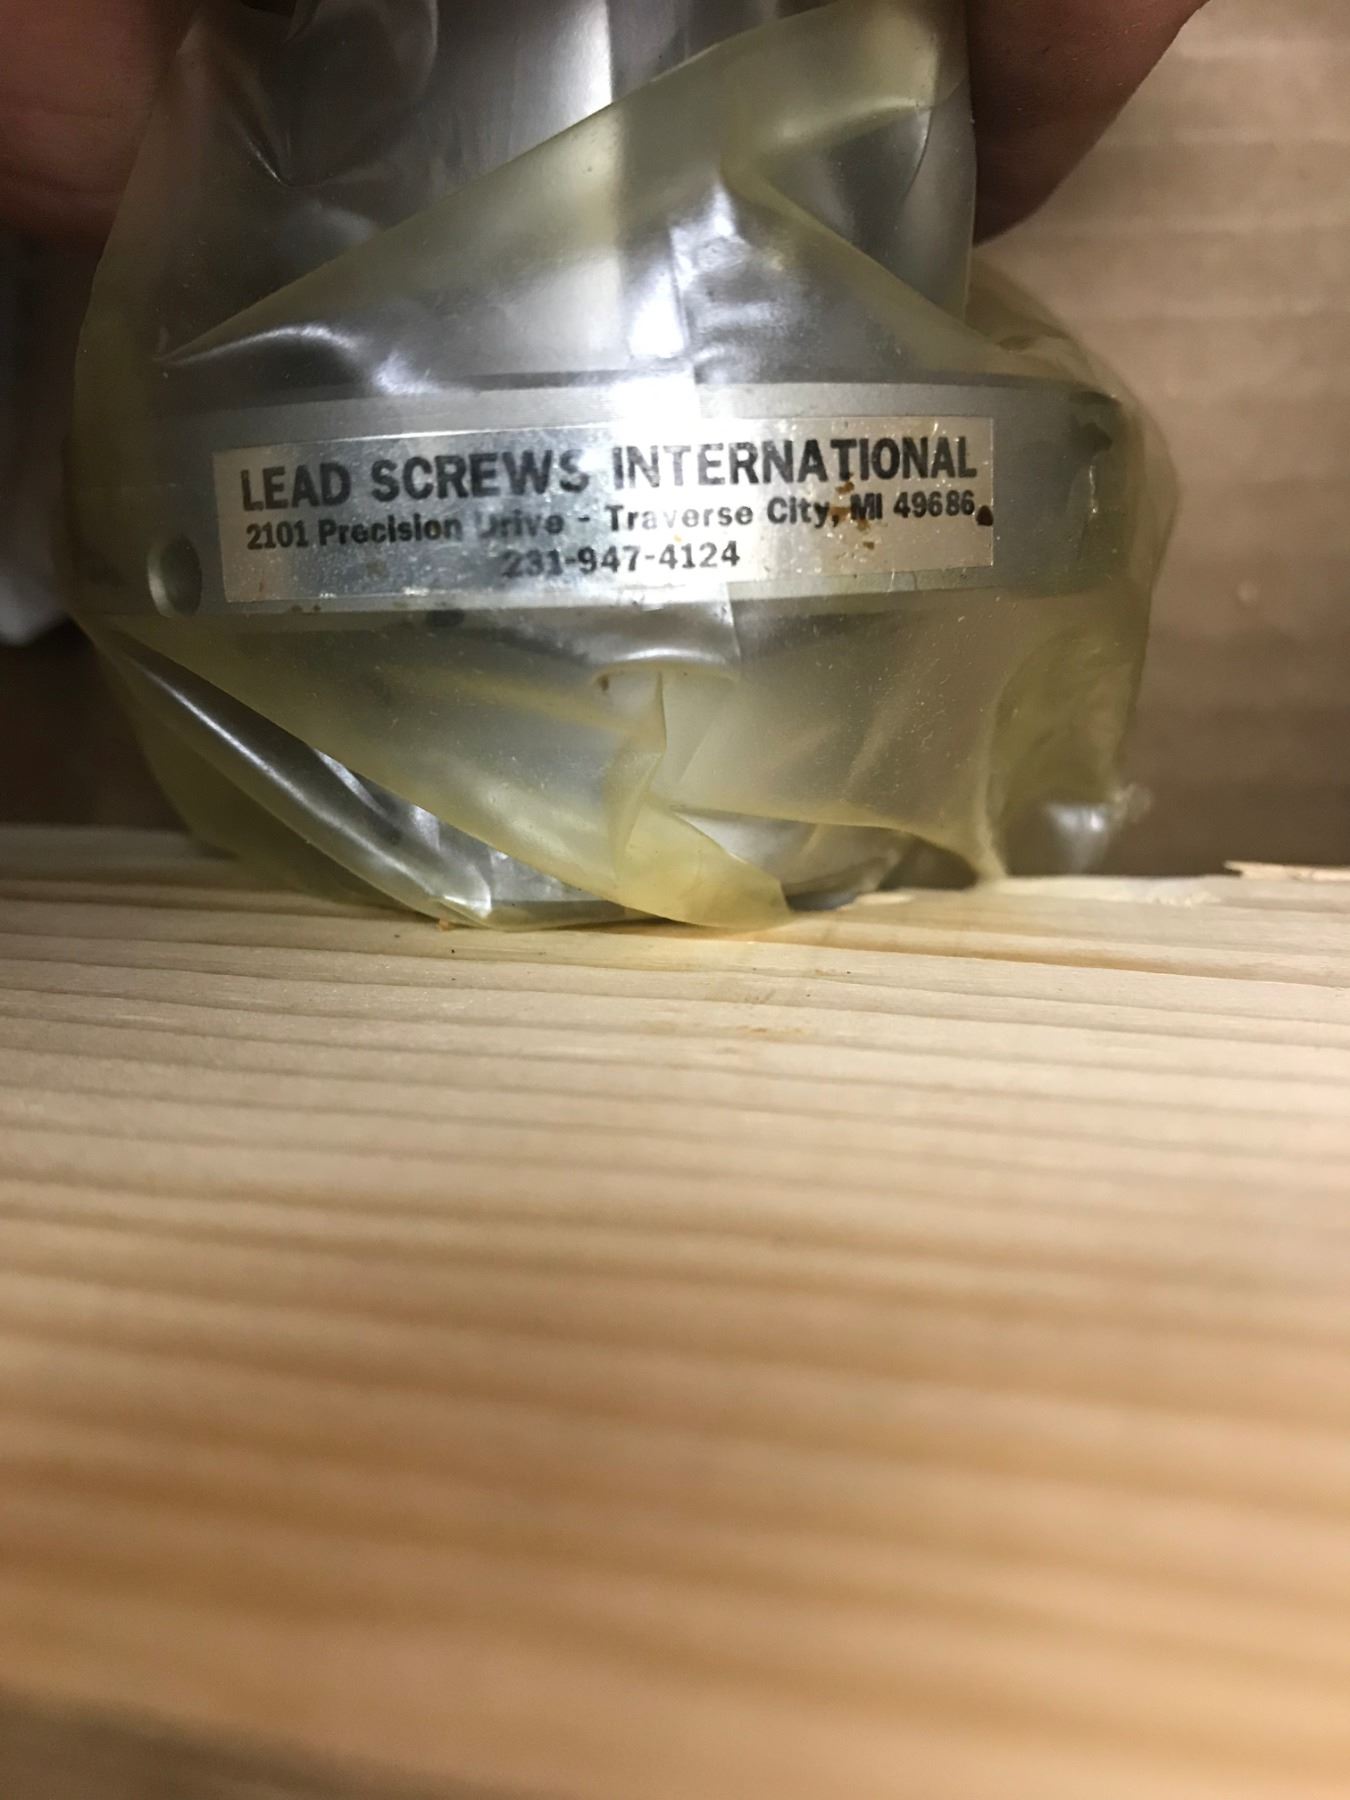 LEAD SCREWS INTERNATIONAL
2101 Precision Drive - Traverse City, MI 49686
231-947-4124